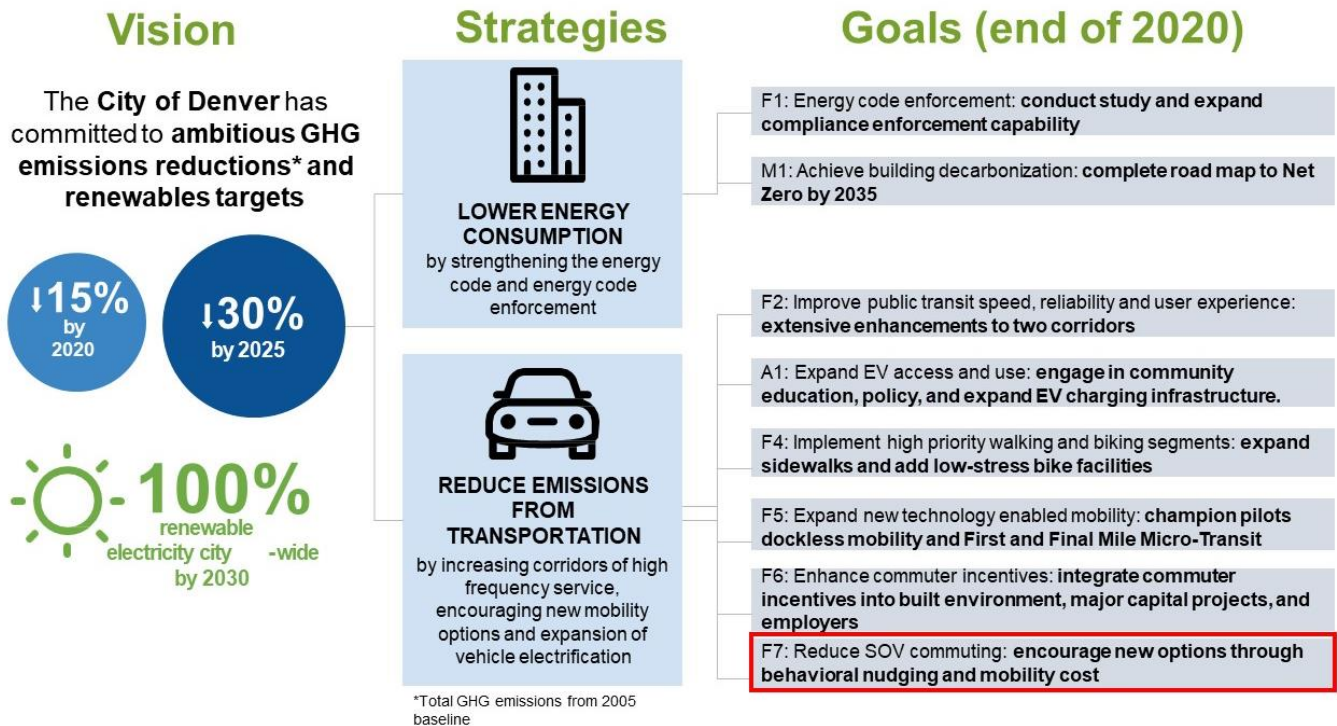 Vision
The City of Denver has
committed to ambitious GHG
emissions reductions* and
renewables targets
↓15%
by
2020
↓30%
by 2025
100%
renewable
electricity city -wide
by 2030
Strategies
LOWER ENERGY
CONSUMPTION
by strengthening the energy
code and energy code
enforcement
REDUCE EMISSIONS
FROM
TRANSPORTATION
by increasing corridors of high
frequency service,
encouraging new mobility
options and expansion of
vehicle electrification
*Total GHG emissions from 2005
baseline
Goals (end of 2020)
F1: Energy code enforcement: conduct study and expand
compliance enforcement capability
M1: Achieve building decarbonization: complete road map to Net
Zero by 2035
F2: Improve public transit speed, reliability and user experience:
extensive enhancements to two corridors
A1: Expand EV access and use: engage in community
education, policy, and expand EV charging infrastructure.
F4: Implement high priority walking and biking segments: expand
sidewalks and add low-stress bike facilities
F5: Expand new technology enabled mobility: champion pilots
dockless mobility and First and Final Mile Micro-Transit
F6: Enhance commuter incentives: integrate commuter
incentives into built environment, major capital projects, and
employers
F7: Reduce SOV commuting: encourage new options through
behavioral nudging and mobility cost